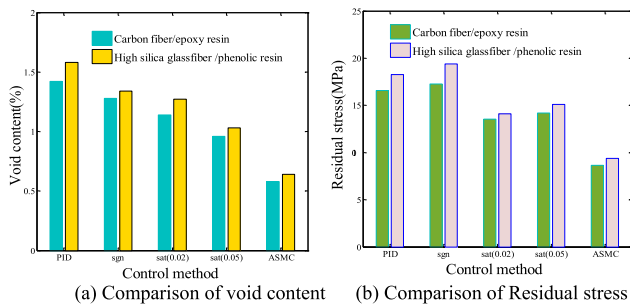 2
1.5
1
0.5
0
Void content(%)
Carbon fiber/epoxy resin
High silica glassfiber /phenolic resin
PID sgn sat(0.02) sat(0.05) ASMC
Control method
(a) Comparison of void content
25
20
15
0
5
0
Residual stress(MPa)
Carbon fiber/epoxy resin
High silica glassfiber /phenolic resin
PID sgn sat(0.02) sat(0.05) ASMC
Control method
(b) Comparison of Residual stress